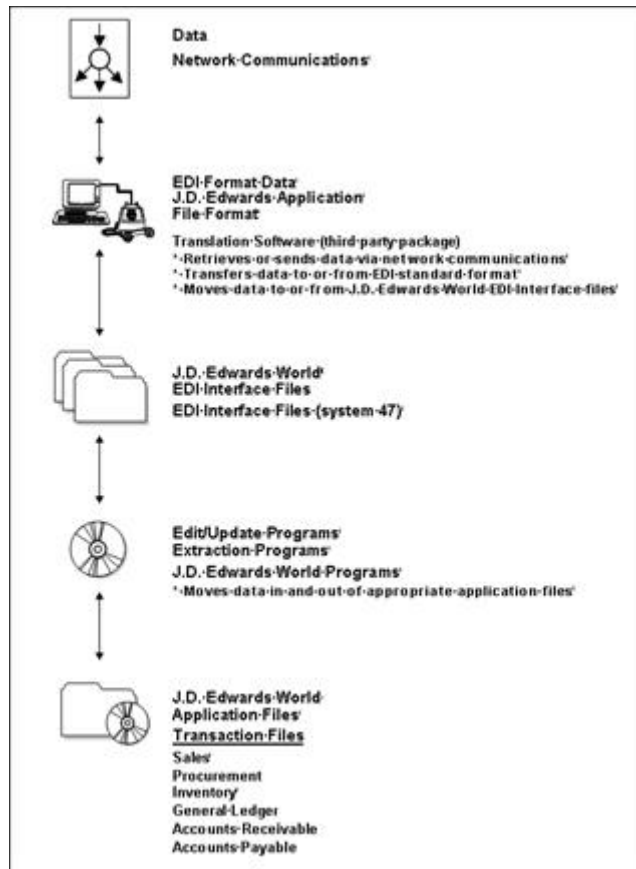 Data
Network·Communications
EDI·Format·Data
J.D.·Edwards·Application
File·Format
Translation·Software·(third·party·package)
*·Retrieves·or·sends·data·via·network·communications
*·Transfers·data·to·or·from·EDI·standard·format
*·Moves·data·to·or·from·J.D.·Edwards·World·EDI·Interface·files
J.D.·Edwards·World
EDI·Interface·Files
EDI·Interface·Files·(system·47)
Edit/Update·Programs
Extraction·Programs
J.D.·Edwards·World·Programs
*·Moves·data·in·and·out·of·appropriate·application·files
J.D.·Edwards·World·
Application·Files
Transaction·Files
Sales
Procurement
Inventory
General·Ledger
Accounts·Receivable
Accounts·Payable